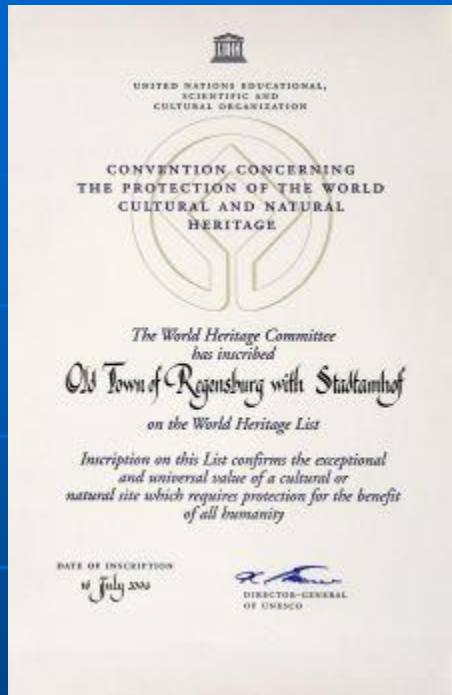 UNESCO
UNITED NATIONS EDUCATIONAL,
SCIENTIFIC AND
CULTURAL ORGANIZATION
CONVENTION CONCERNING
THE PROTECTION OF THE WORLD
CULTURAL AND NATURAL
HERITAGE
The World Heritage Committee
has inscribed
Old Town of Regensburg with Stadtamhof
on the World Heritage List
Inscription on this List confirms the exceptional
and universal value of a cultural or
natural site which requires protection for the benefit
of all humanity
DATE OF INSCRIPTION
July
DIRECTOR-GENERAL
OF UNESCO